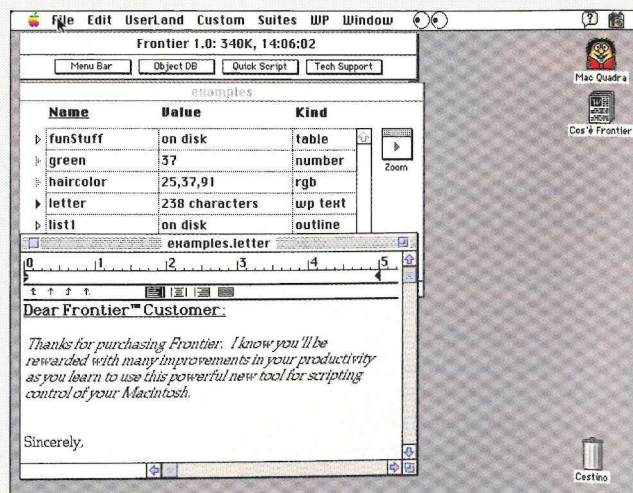 File Edit UserLand Custom Suites WP Window
Frontier 1.0: 340K, 14:06:02
Menu Bar Object DB Quick Script Tech Support
examples
Name Value Kind
funStuff on disk table
green 37 number
haircolor 25,37,91 rgb
letter 238 characters wp text
list1 on disk outline
Zoom
examples.letter
0 1 2 3 4 5
Dear Frontier™ Customer:
Thanks for purchasing Frontier. I know you'll be
rewarded with many improvements in your productivity
as you learn to use this powerful new tool for scripting
control of your Macintosh.
Sincerely,
Mac Quadra
Cos'è Frontier
Cestino